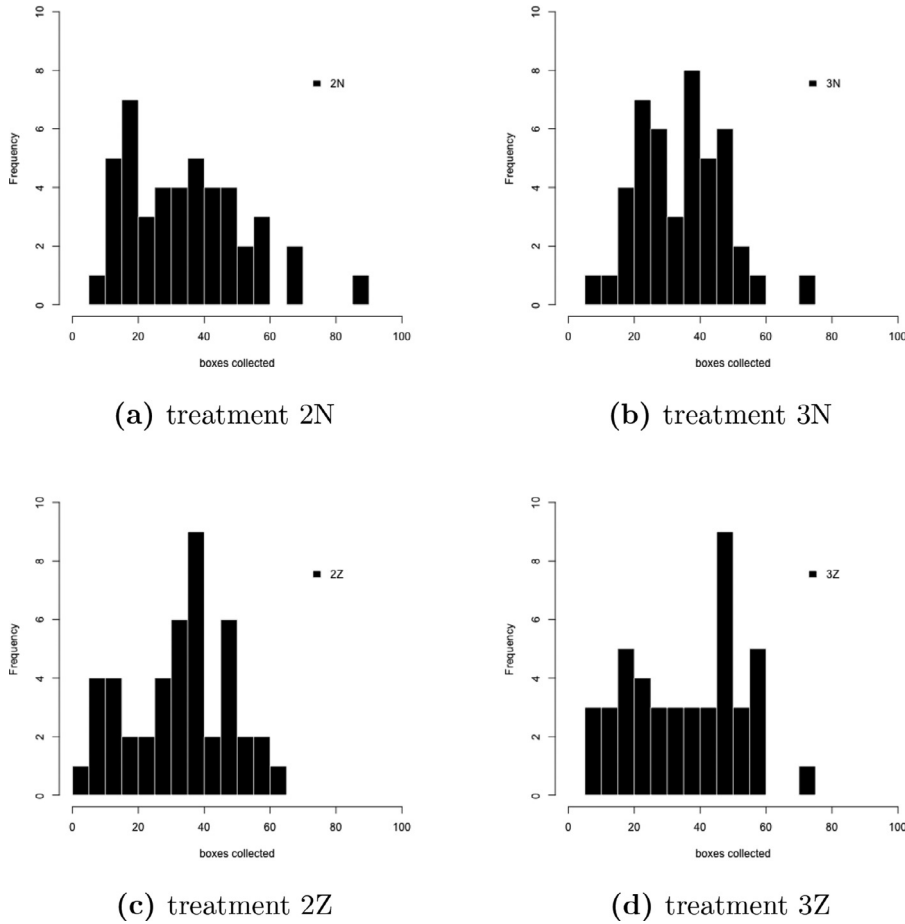 10
8
6
4
2
0
Frequency
2N
0 20 40 60 80 100
boxes collected
(a) treatment 2N
10
8
6
4
2
0
Frequency
3N
0 20 40 60 80 100
boxes collected
(b) treatment 3N
10
8
6
4
2
0
Frequency
2Z
0 20 40 60 80 100
boxes collected
(c) treatment 2Z
10
8
6
4
2
0
Frequency
3Z
0 20 40 60 80 100
boxes collected
(d) treatment 3Z